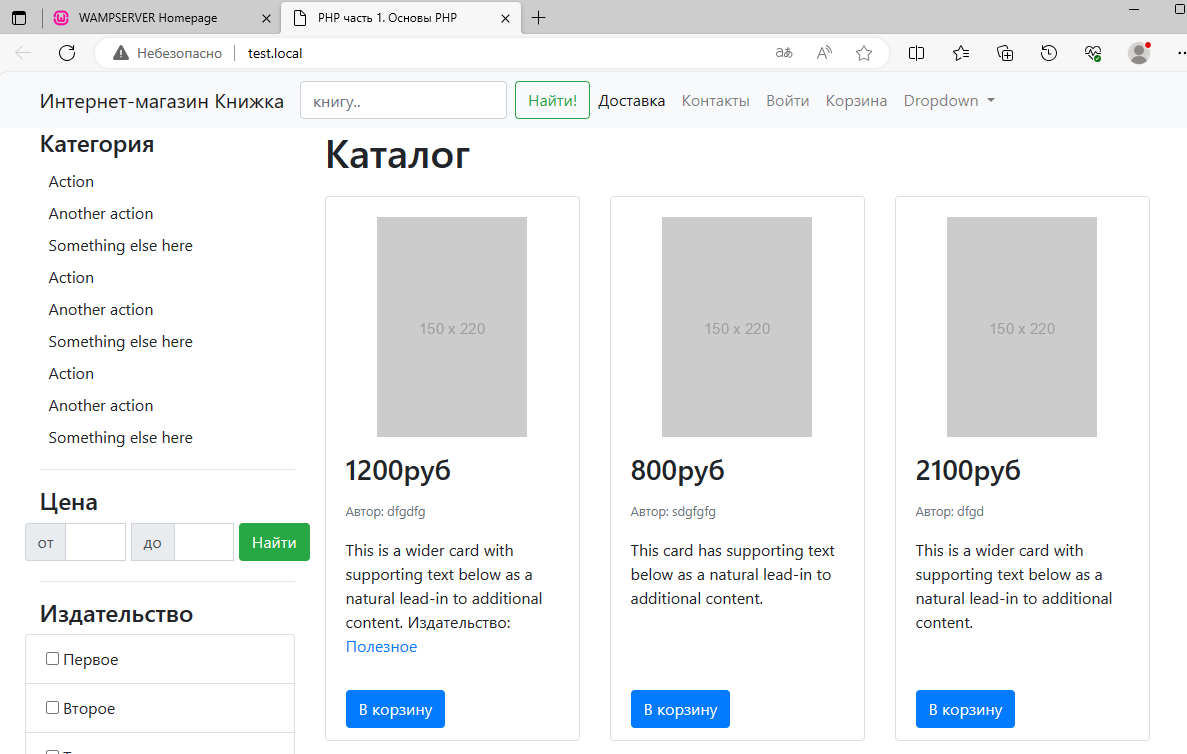 WAMPSERVER Homepage
PHP часть 1. Основы PHP
Небезопасно
test.local
Интернет-магазин Книжка
книгу..
Найти!
Доставка
Контакты
Войти
Корзина
Dropdown
Категория
Action
Another action
Something else here
Action
Another action
Something else here
Action
Another action
Something else here
Цена
от
до
Найти
Издательство
Первое
Второе
Каталог
150 x 220
1200руб
Автор: dfgdfg
This is a wider card with
supporting text below as a
natural lead-in to additional
content. Издательство:
Полезное
В корзину
150 x 220
800руб
Автор: sdgfgfg
This card has supporting text
below as a natural lead-in to
additional content.
В корзину
150 x 220
2100руб
Автор: dfgd
This is a wider card with
supporting text below as a
natural lead-in to additional
content.
В корзину